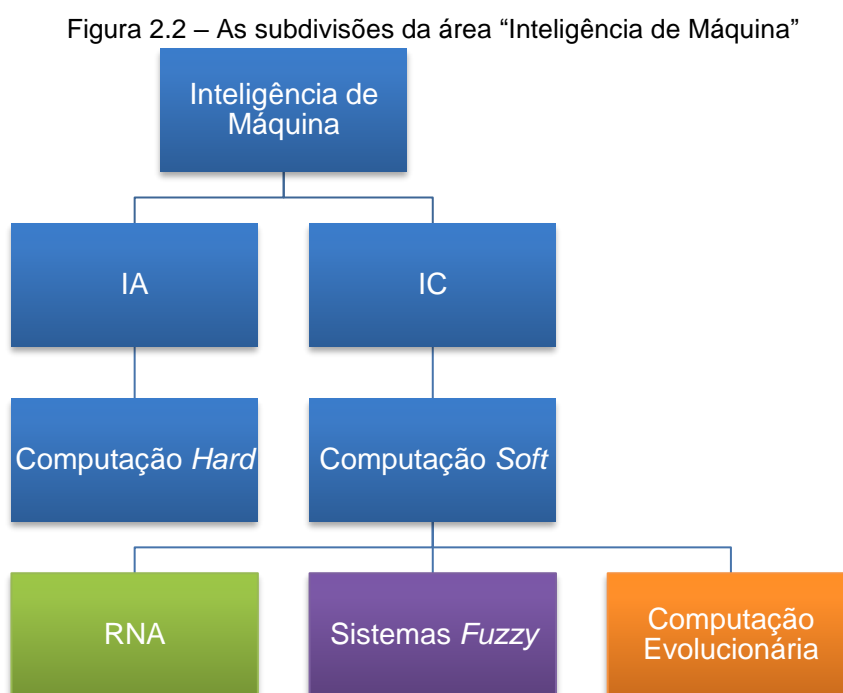 Figura 2.2 – As subdivisões da área “Inteligência de Máquina”
Inteligência de
Máquina
IA
IC
Computação Hard
Computação Soft
RNA
Sistemas Fuzzy
Computação
Evolucionária